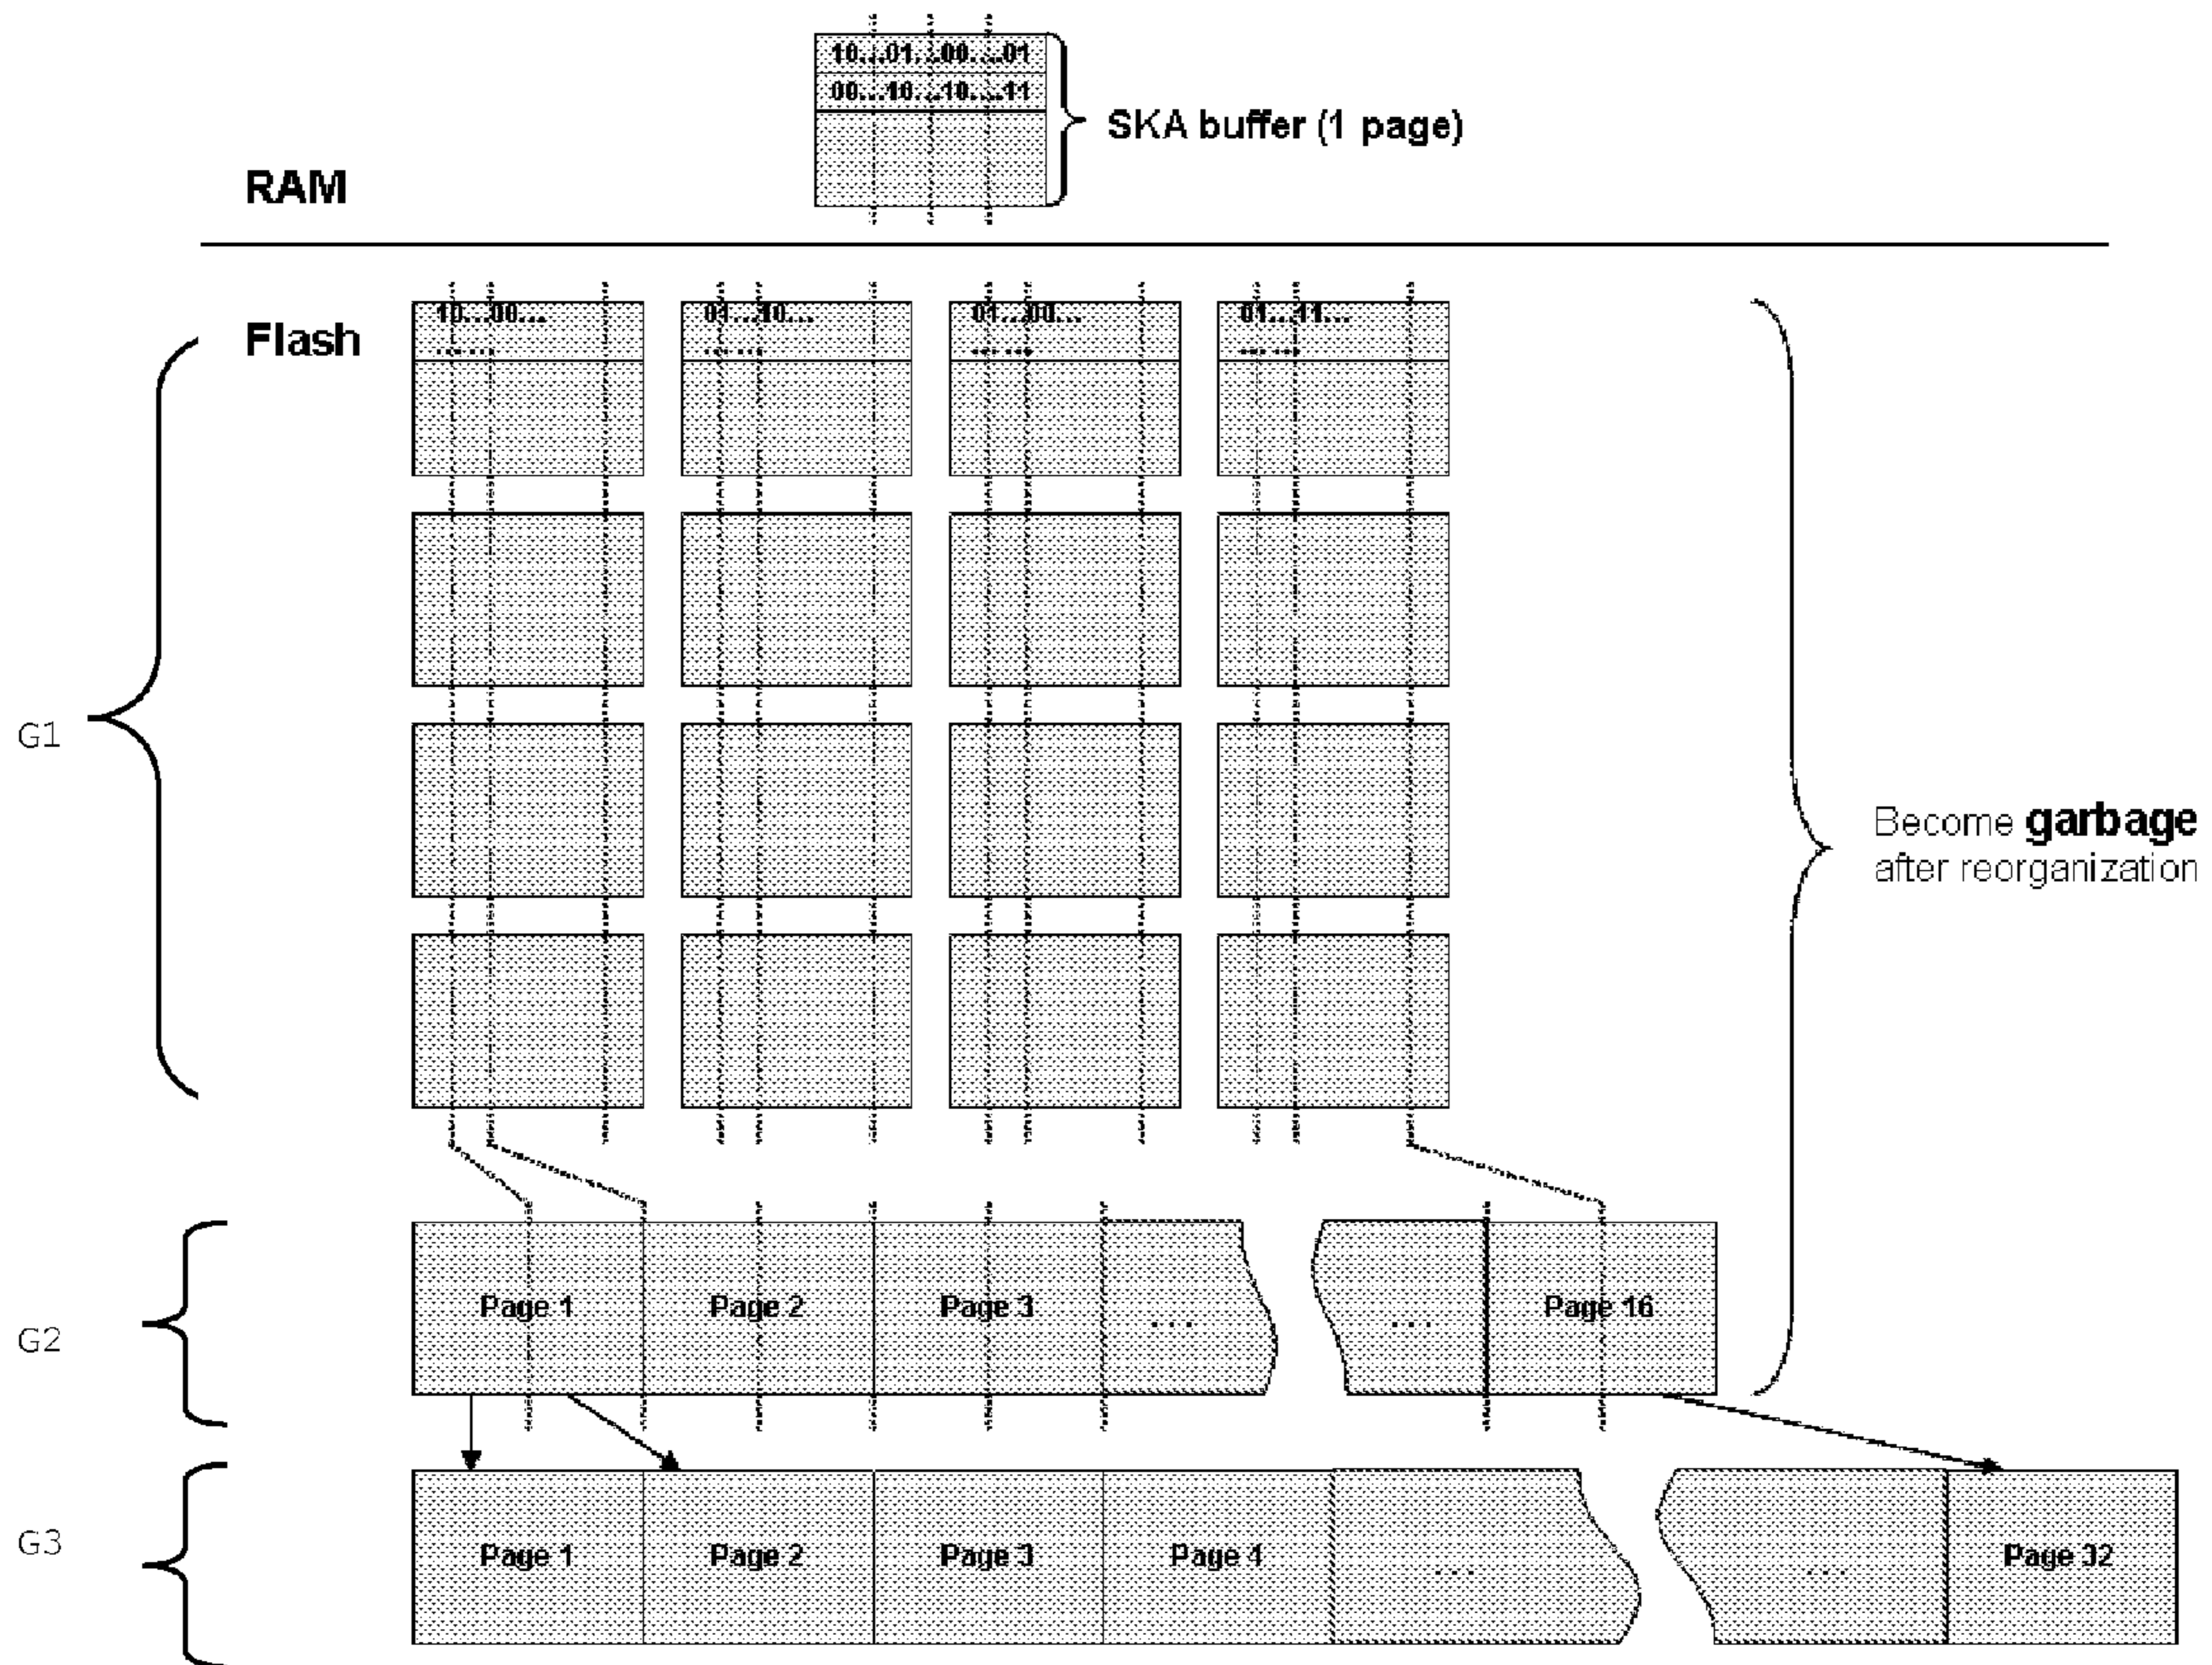 10...01...00....01
00...10...10....11
SKA buffer (1 page)
RAM
Flash
10...00...
......
01...10...
......
01...00...
......
01...11...
......
G1
Become garbage
after reorganization
G2
Page 1
Page 2
Page 3
...
...
Page 16
G3
Page 1
Page 2
Page 3
Page 4
...
...
Page 32